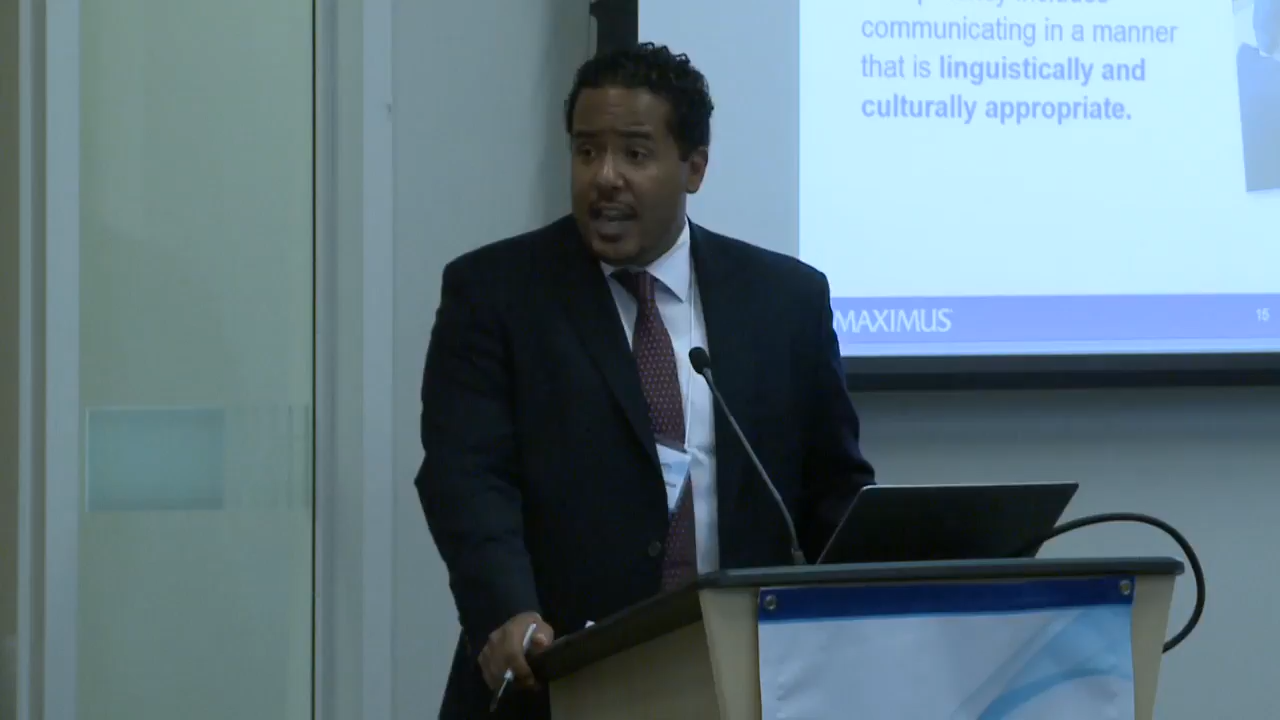 communicating in a manner
that is linguistically and
culturally appropriate.
MAXIMUS
15